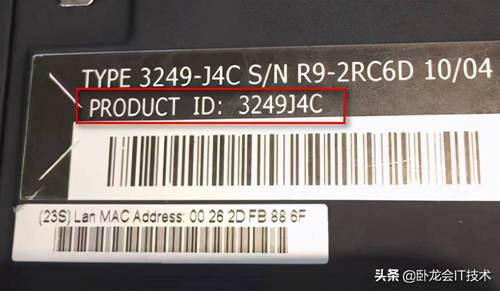 TYPE 3249-J4C S/N R9-2RC6D 10/04
PRODUCT ID: 3249J4C
(23S) Lan MAC Address: 00 26 2D FB 88 6F
头条 @卧龙会IT技术